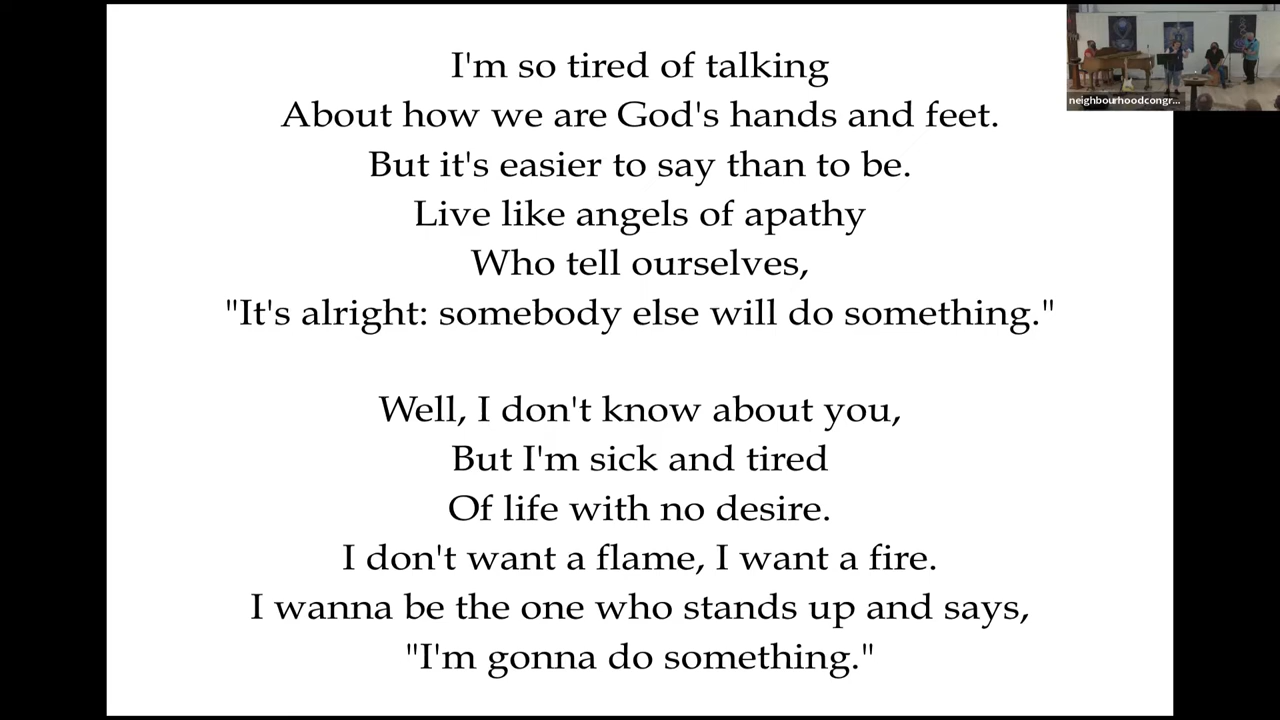 I'm so tired of talking
About how we are God's hands and feet.
But it's easier to say than to be.
Live like angels of apathy
Who tell ourselves,
"It's alright: somebody else will do something."
Well, I don't know about you,
But I'm sick and tired
Of life with no desire.
I don't want a flame, I want a fire.
I wanna be the one who stands up and says,
"I'm gonna do something."
neighbourhoodcongr...